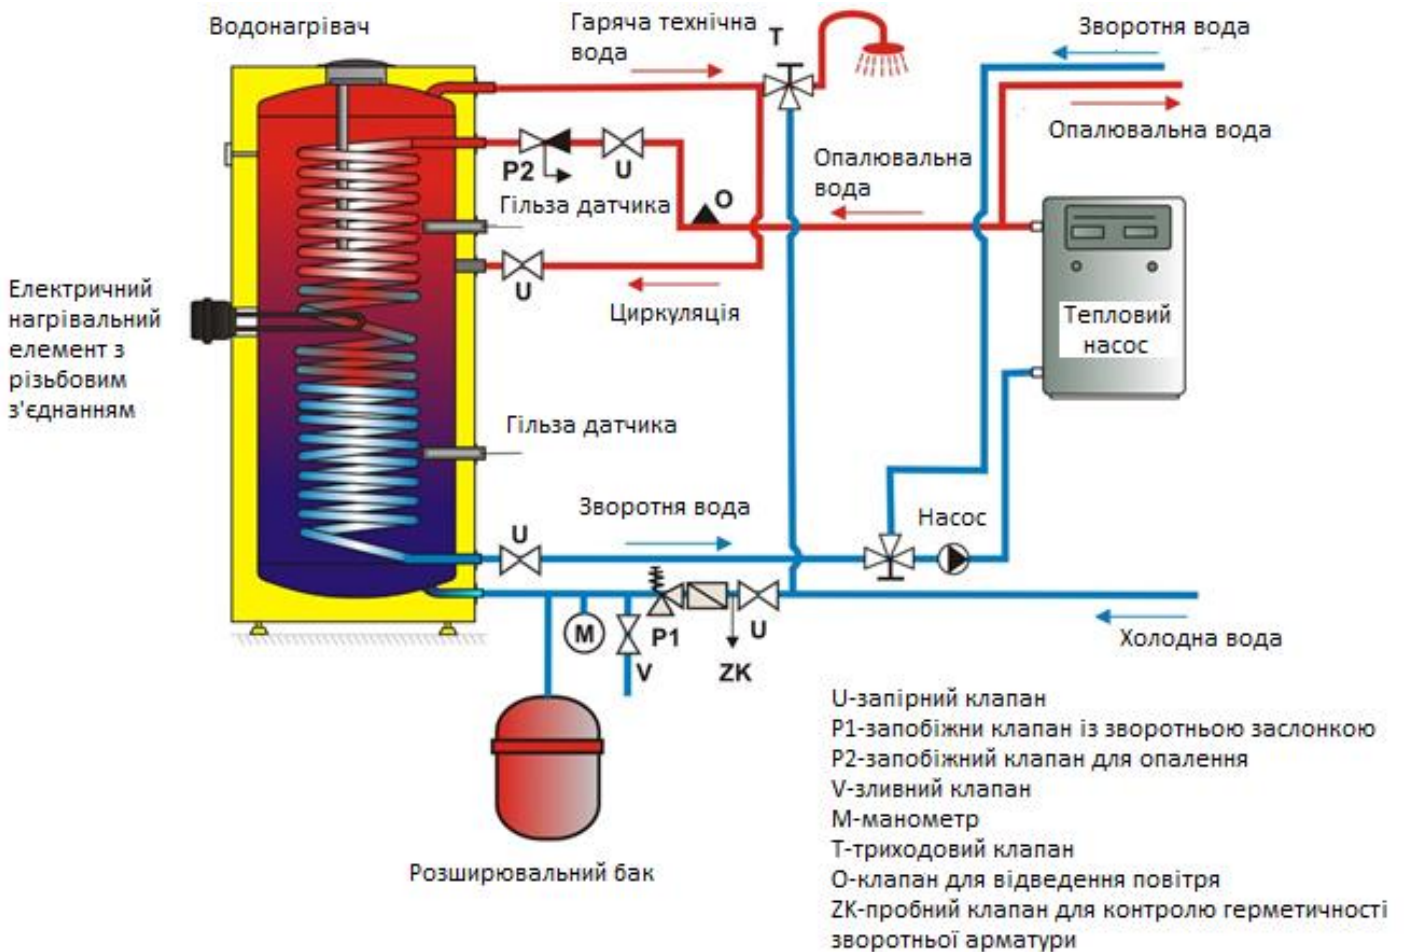 Водонагрівач
Гаряча технічна
вода
T
Зворотня вода
Опалювальна вода
P2
U
Опалювальна
вода
O
Гільза датчика
U
Циркуляція
Електричний
нагрівальний
елемент з
різьбовим
з'єднанням
Тепловий
насос
Гільза датчика
Зворотня вода
Насос
U
M
V
P1
ZK
U
Холодна вода
Розширювальний бак
U-запірний клапан
P1-запобіжни клапан із зворотньою заслонкою
P2-запобіжний клапан для опалення
V-зливний клапан
M-манометр
T-триходовий клапан
O-клапан для відведення повітря
ZK-пробний клапан для контролю герметичності
зворотньої арматури